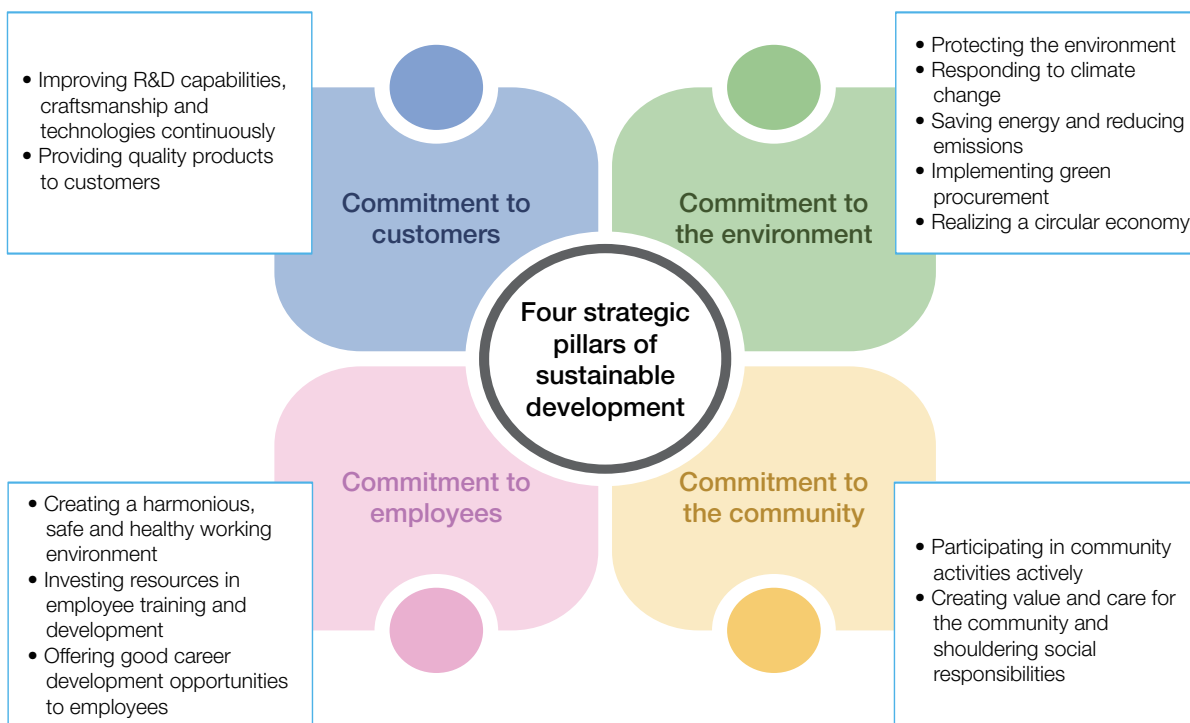 • Improving R&D capabilities,
craftsmanship and
technologies continuously
• Providing quality products
to customers
Commitment to
customers
Commitment to
the environment
• Protecting the environment
• Responding to climate
change
• Saving energy and reducing
emissions
• Implementing green
procurement
• Realizing a circular economy
Four strategic
pillars of
sustainable
development
Commitment to
employees
Commitment to
the community
• Creating a harmonious,
safe and healthy working
environment
• Investing resources in
employee training and
development
• Offering good career
development opportunities
to employees
• Participating in community
activities actively
• Creating value and care for
the community and
shouldering social
responsibilities